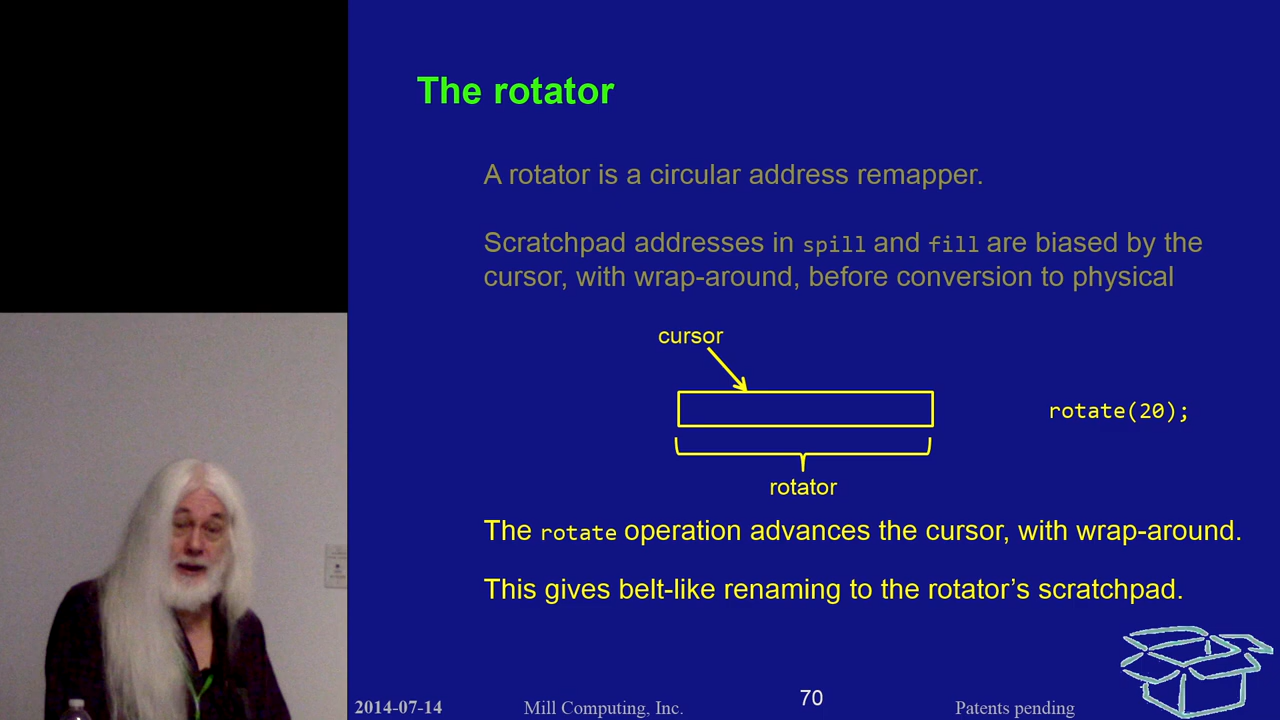 The rotator
A rotator is a circular address remapper.
Scratchpad addresses in spill and fill are biased by the
cursor, with wrap-around, before conversion to physical
cursor
rotate(20);
rotator
The rotate operation advances the cursor, with wrap-around.
This gives belt-like renaming to the rotator’s scratchpad.
2014-07-14
Mill Computing, Inc.
70
Patents pending